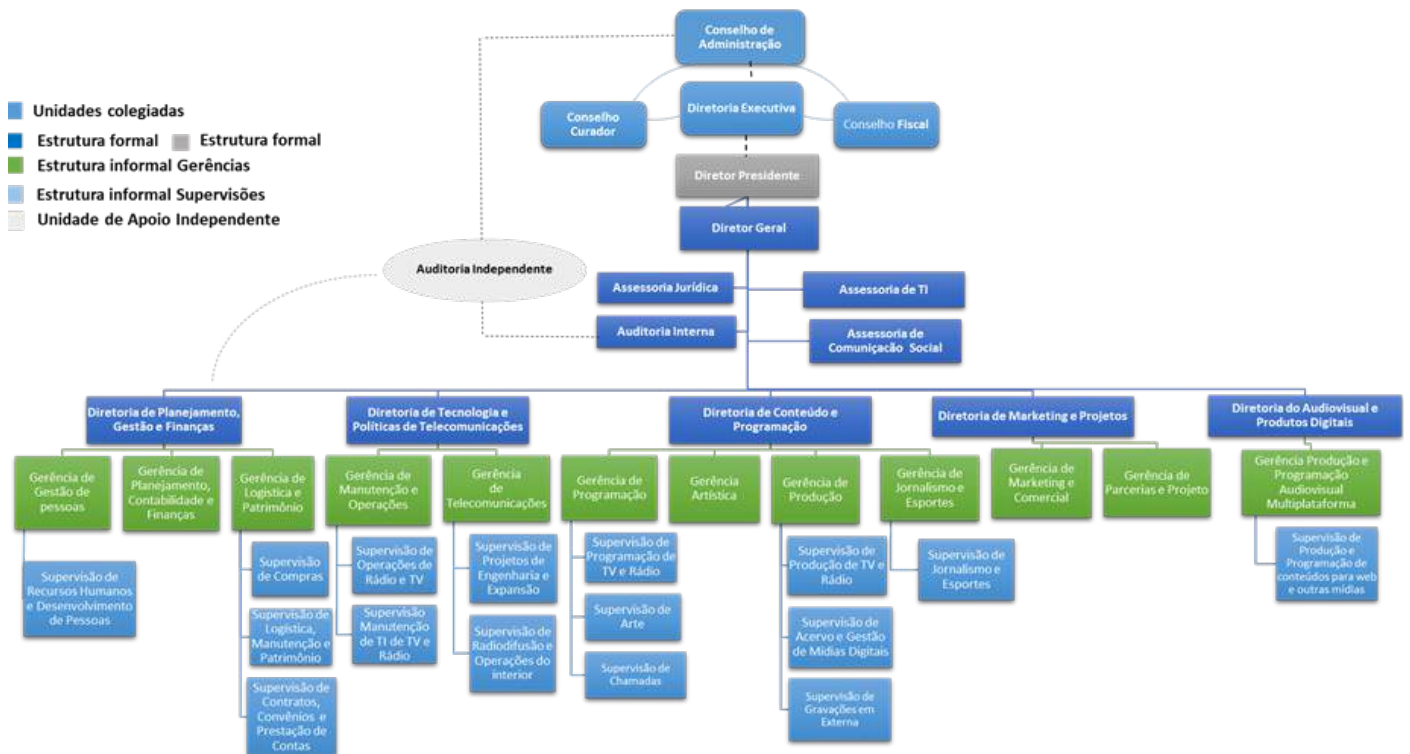 Conselho de
Administração
Diretoria Executiva
Conselho
Curador
Conselho Fiscal
Unidades colegiadas
Estrutura formal
Estrutura formal
Estrutura informal Gerências
Estrutura informal Supervisões
Unidade de Apoio Independente
Diretor Presidente
Diretor Geral
Auditoria Independente
Assessoria Jurídica
Assessoria de TI
Auditoria Interna
Assessoria de
Comunicacão Social
Diretoria de Planejamento,
Gestão e Finanças
Diretoria de Tecnologia e
Políticas de Telecomunicações
Diretoria de Conteúdo e
Programação
Diretoria de Marketing e Projetos
Diretoria do Audiovisual e
Produtos Digitais
Gerência de
Gestão de
pessoas
Gerência de
Planejamento,
Contabilidade e
Finanças
Gerência de
Logística e
Patrimônio
Gerência de
Manutenção e
Operações
Gerência
de
Telecomunicações
Gerência de
Programação
Gerência
Artística
Gerência de
Produção
Gerência de
Jornalismo e
Esportes
Gerência de
Marketing e
Comercial
Gerência de
Parcerias e Projeto
Gerência Produção e
Programação
Audiovisual
Multiplataforma
Supervisão de
Recursos Humanos
e Desenvolvimento
de Pessoas
Supervisão
de Compras
Supervisão de
Logística,
Manutenção e
Patrimônio
Supervisão de
Contratos,
Convênios e
Prestação de
Contas
Supervisão de
Operações de
Rádio e TV
Supervisão
Manutenção
de TI de TV e
Rádio
Supervisão de
Projetos de
Engenharia e
Expansão
Supervisão de
Radiodifusão e
Operações do
interior
Supervisão de
Programação de
TV e Rádio
Supervisão de
Arte
Supervisão de
Chamadas
Supervisão de
Produção de TV e
Rádio
Supervisão de
Acervo e Gestão
de Mídias Digitais
Supervisão de
Gravações em
Externa
Supervisão de
Jornalismo e
Esportes
Supervisão de
Produção e
Programação de
conteúdos para web
e outras mídias